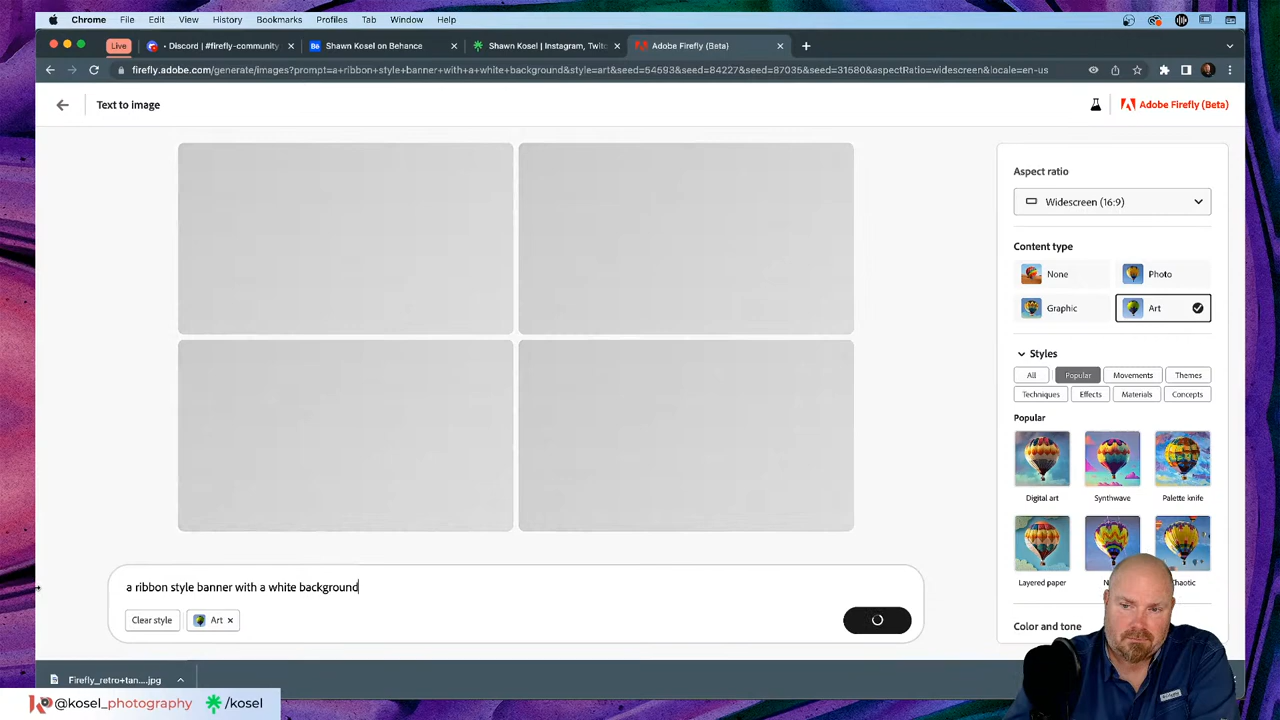 Chrome File Edit View History Bookmarks Profiles Tab Window Help
Live • Discord | #firefly-community Shawn Kosel on Behance Shawn Kosel | Instagram, Twitc Adobe Firefly (Beta)
firefly.adobe.com/generate/images?prompt=a+ribbon+style+banner+with+a+white+background&style=art&seed=54593&seed=84227&seed=87035&seed=31580&aspectRatio=widescreen&locale=en-us
Text to image
Adobe Firefly (Beta)
Aspect ratio
Widescreen (16:9)
Content type
None Photo
Graphic Art
Styles
All Popular Movements Themes
Techniques Effects Materials Concepts
Popular
Digital art Synthwave Palette knife
Layered paper
Color and tone
a ribbon style banner with a white background
Clear style Art
Firefly_retro+tan....jpg
@kosel_photography /kosel